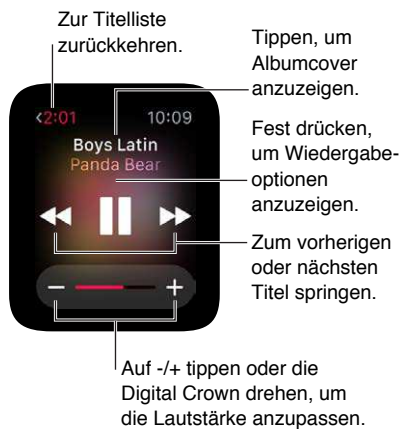 Zur Titelliste
zurückkehren.
Tippen, um
Albumcover
anzuzeigen.
<2:01 10:09
Boys Latin
Panda Bear
Fest drücken,
um Wiedergabe-
optionen
anzuzeigen.
Zum vorherigen
oder nächsten
Titel springen.
Auf -/+ tippen oder die
Digital Crown drehen, um
die Lautstärke anzupassen.